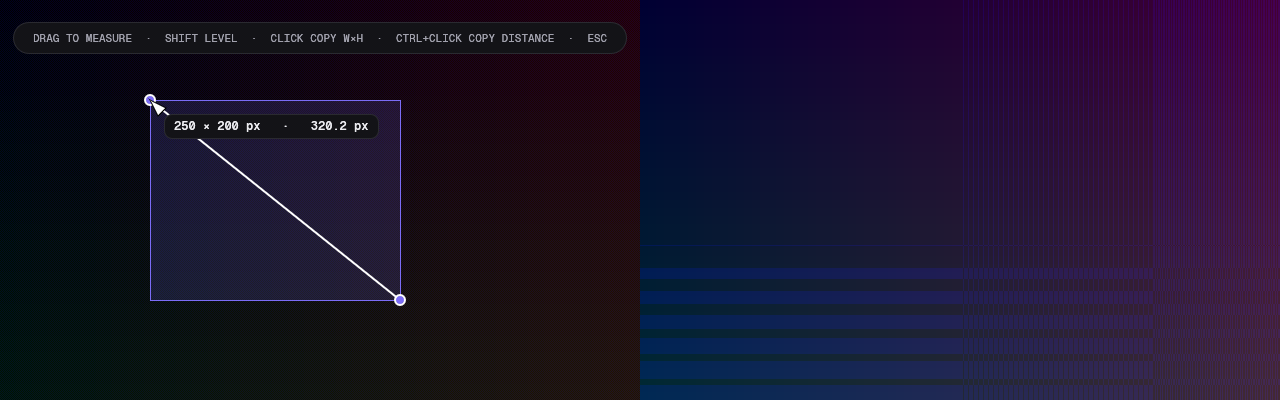 DRAG TO MEASURE · SHIFT LEVEL · CLICK COPY W×H · CTRL+CLICK COPY DISTANCE · ESC
250 × 200 px · 320.2 px